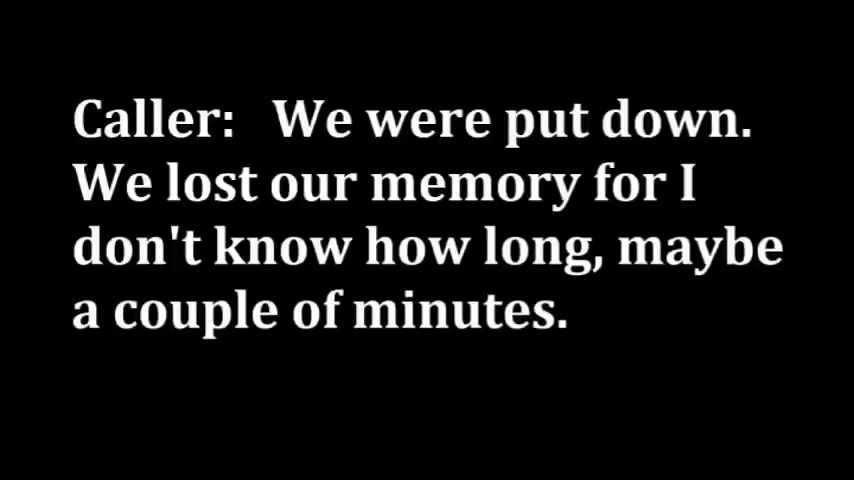 Caller:   We were put down.
We lost our memory for I
don't know how long, maybe
a couple of minutes.